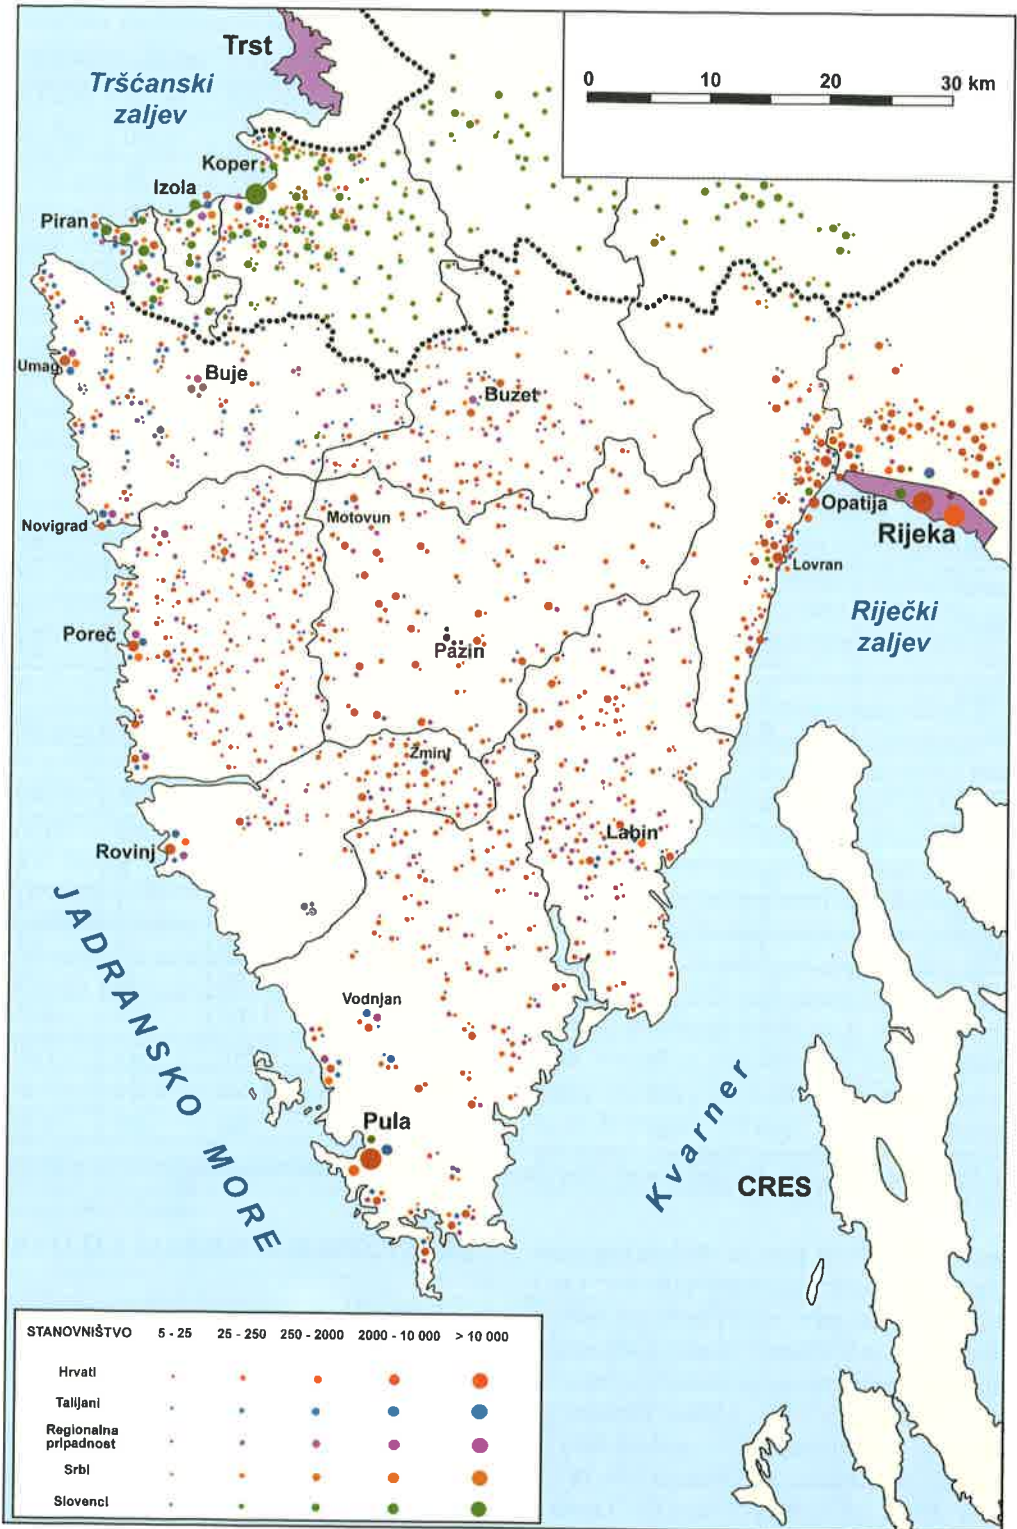 Trst
Tršćanski
zaljev
0 10 20 30 km
Koper
Izola
Piran
Umag
Buje
Buzet
Novigrad
Motovun
Opatija
Rijeka
Lovran
Riječki
zaljev
Poreč
Pazin
Žminj
Rovinj
Labin
JADRANSKO MORE
Vodnjan
Pula
Kvarner
CRES
STANOVNIŠTVO 5 - 25 25 - 250 250 - 2000 2000 - 10 000 > 10 000
Hrvati
Talijani
Regionalna
pripadnost
Srbi
Slovenci